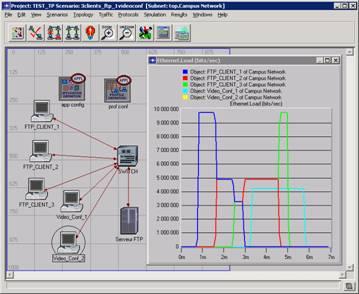 Project: TEST_TP Scenario: 3clients_ftp_1videoconf [Subnet: top.Campus Network]
File Edit View Scenarios Topology Traffic Protocols Simulation Results Windows Help
APPL
app config
APPL
prof conf
FTP_CLIENT_1
FTP_CLIENT_2
SWITCH
FTP_CLIENT_3
Video_Conf_1
Serveur FTP
Video_Conf_2
Ethernet.Load (bits/sec)
Object: FTP_CLIENT_1 of Campus Network
Object: FTP_CLIENT_2 of Campus Network
Object: FTP_CLIENT_3 of Campus Network
Object: Video_Conf_1 of Campus Network
Object: Video_Conf_2 of Campus Network
Ethernet.Load (bits/sec)
10 000 000
9 000 000
8 000 000
7 000 000
6 000 000
5 000 000
4 000 000
3 000 000
2 000 000
1 000 000
0
0m 1m 2m 3m 4m 5m 6m 7m